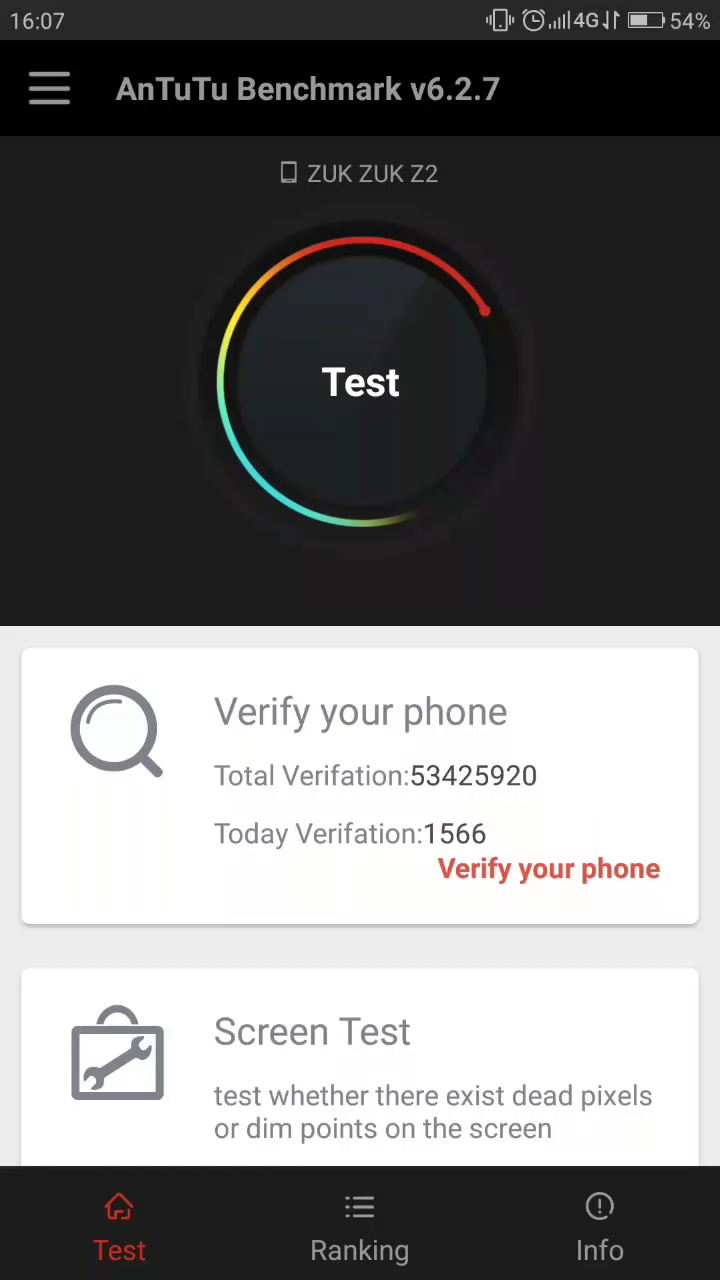 16:07 4G 54%
AnTuTu Benchmark v6.2.7
ZUK ZUK Z2
Test
Verify your phone
Total Verifation:53425920
Today Verifation:1566
Verify your phone
Screen Test
test whether there exist dead pixels
or dim points on the screen
Test Ranking Info